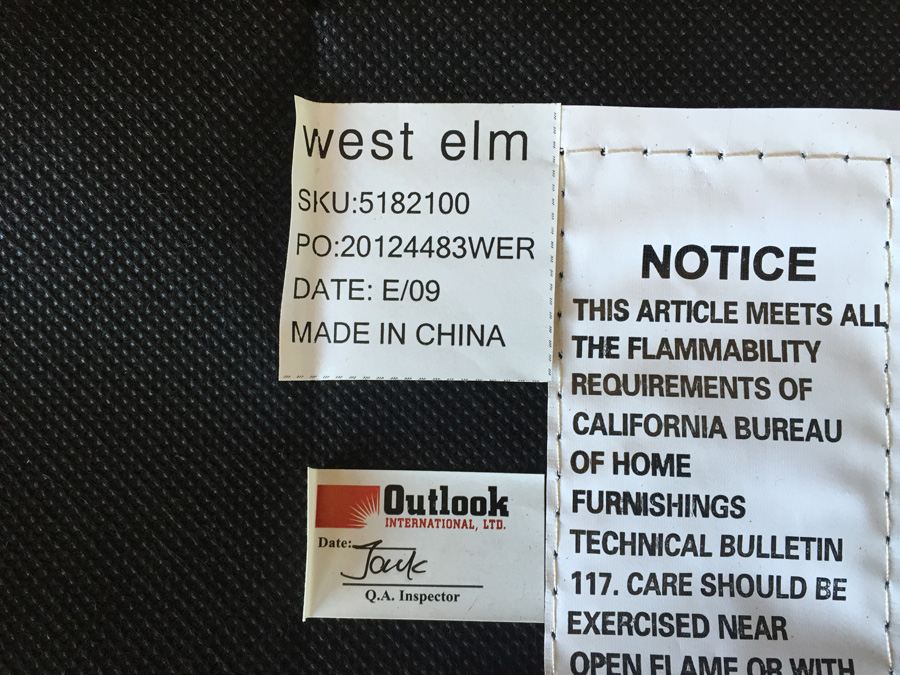 west elm
SKU:5182100
PO:20124483WER
DATE: E/09
MADE IN CHINA
Outlook
INTERNATIONAL, LTD.
Date:
Q.A. Inspector
NOTICE
THIS ARTICLE MEETS ALL
THE FLAMMABILITY
REQUIREMENTS OF
CALIFORNIA BUREAU
OF HOME
FURNISHINGS
TECHNICAL BULLETIN
117. CARE SHOULD BE
EXERCISED NEAR
OPEN FLAME OR WITH